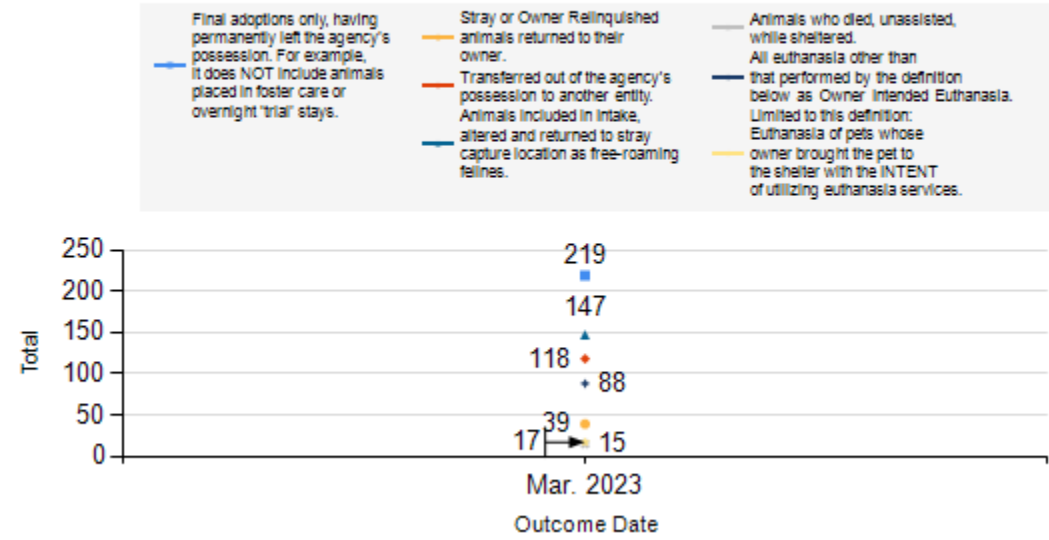 Final adoptions only, having
permanently left the agency's
possession. For example,
it does NOT include animals
placed in foster care or
overnight "trial" stays.
Stray or Owner Relinquished
animals returned to their
owner.
Transferred out of the agency's
possession to another entity.
Animals included in intake,
altered and returned to stray
capture location as free-roaming
felines.
Animals who died, unassisted,
while sheltered.
All euthanasia other than
that performed by the definition
below as Owner Intended Euthanasia.
Limited to this definition:
Euthanasia of pets whose
owner brought the pet to
the shelter with the INTENT
of utilizing euthanasia services.
250
200
150
100
50
0
Total
219
147
118
88
39
17
15
Mar. 2023
Outcome Date